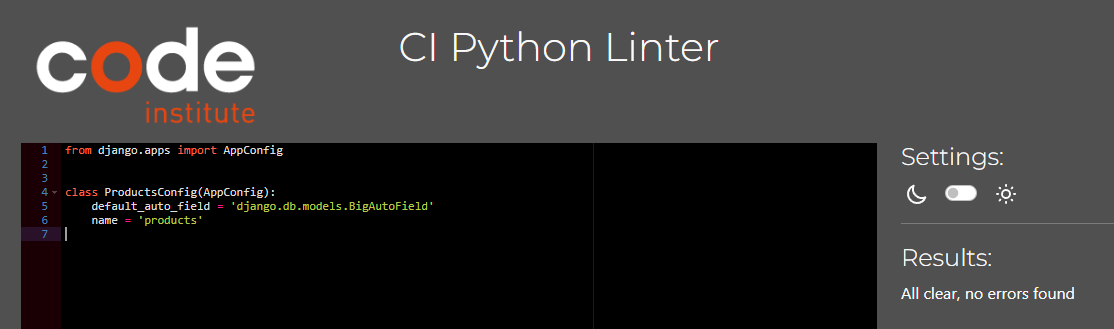 code
institute
CI Python Linter
1 from django.apps import AppConfig
2
3
4 class ProductsConfig(AppConfig):
5     default_auto_field = 'django.db.models.BigAutoField'
6     name = 'products'
7
Settings:
Results:
All clear, no errors found